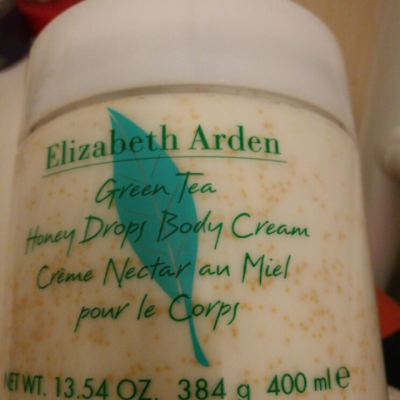 Elizabeth Arden
Green Tea
Honey Drops Body Cream
Crème Nectar au Miel
pour le Corps
NET WT. 13.54 OZ. 384 g 400 ml e